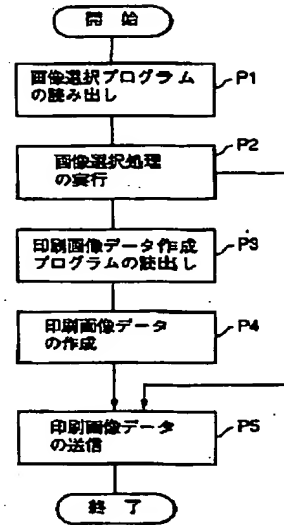 開 始
画像選択プログラム
の読み出し
P1
画像選択処理
の実行
P2
印刷画像データ作成
プログラムの読出し
P3
印刷画像データ
の作成
P4
印刷画像データ
の送信
P5
終 了